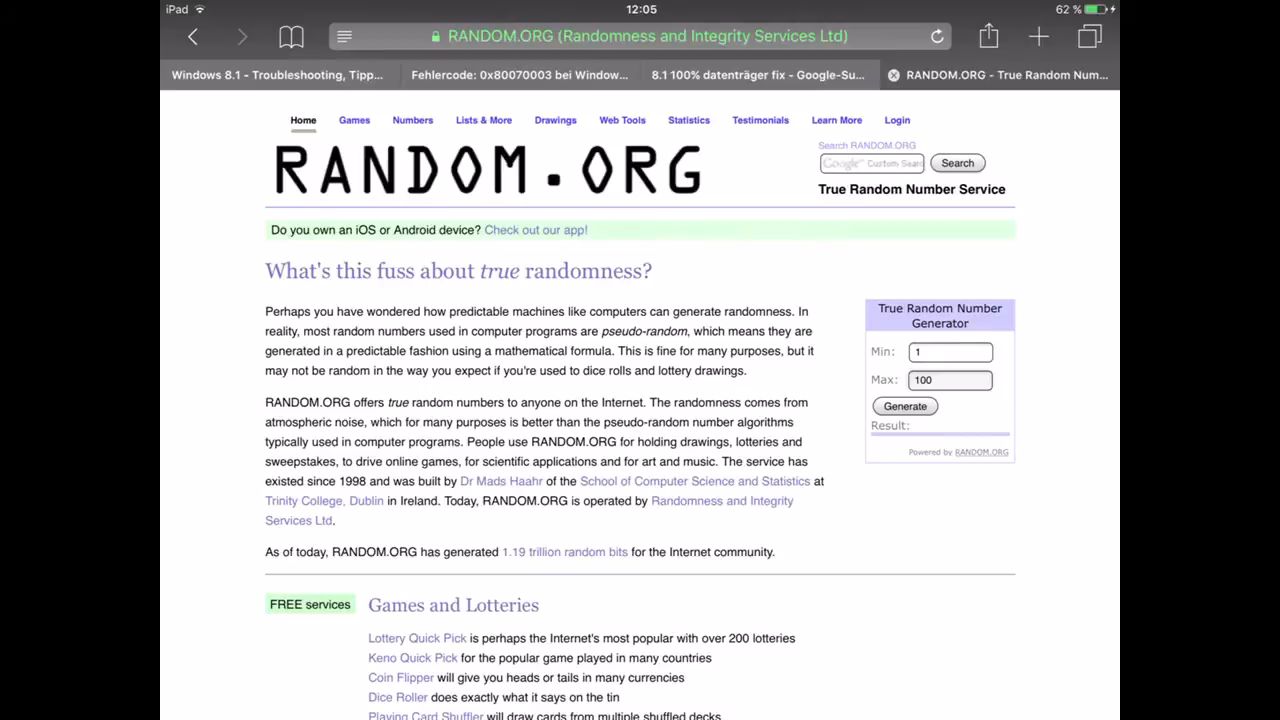 iPad 12:05 62 %
RANDOM.ORG (Randomness and Integrity Services Ltd)
Windows 8.1 - Troubleshooting, Tipp... Fehlercode: 0x80070003 bei Window... 8.1 100% datenträger fix - Google-Su... RANDOM.ORG - True Random Num...
Home Games Numbers Lists & More Drawings Web Tools Statistics Testimonials Learn More Login
RANDOM.ORG
Search RANDOM.ORG
Google™ Custom Searc Search
True Random Number Service
Do you own an iOS or Android device? Check out our app!
What's this fuss about true randomness?
Perhaps you have wondered how predictable machines like computers can generate randomness. In
reality, most random numbers used in computer programs are pseudo-random, which means they are
generated in a predictable fashion using a mathematical formula. This is fine for many purposes, but it
may not be random in the way you expect if you're used to dice rolls and lottery drawings.
RANDOM.ORG offers true random numbers to anyone on the Internet. The randomness comes from
atmospheric noise, which for many purposes is better than the pseudo-random number algorithms
typically used in computer programs. People use RANDOM.ORG for holding drawings, lotteries and
sweepstakes, to drive online games, for scientific applications and for art and music. The service has
existed since 1998 and was built by Dr Mads Haahr of the School of Computer Science and Statistics at
Trinity College, Dublin in Ireland. Today, RANDOM.ORG is operated by Randomness and Integrity
Services Ltd.
As of today, RANDOM.ORG has generated 1.19 trillion random bits for the Internet community.
True Random Number
Generator
Min: 1
Max: 100
Generate
Result:
Powered by RANDOM.ORG
FREE services
Games and Lotteries
Lottery Quick Pick is perhaps the Internet's most popular with over 200 lotteries
Keno Quick Pick for the popular game played in many countries
Coin Flipper will give you heads or tails in many currencies
Dice Roller does exactly what it says on the tin
Playing Card Shuffler will draw cards from multiple shuffled decks